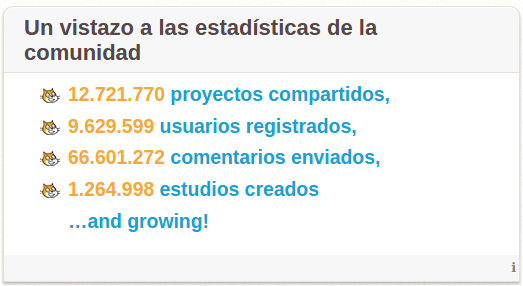 Un vistazo a las estadísticas de la
comunidad
12.721.770 proyectos compartidos,
9.629.599 usuarios registrados,
66.601.272 comentarios enviados,
1.264.998 estudios creados
…and growing!
i